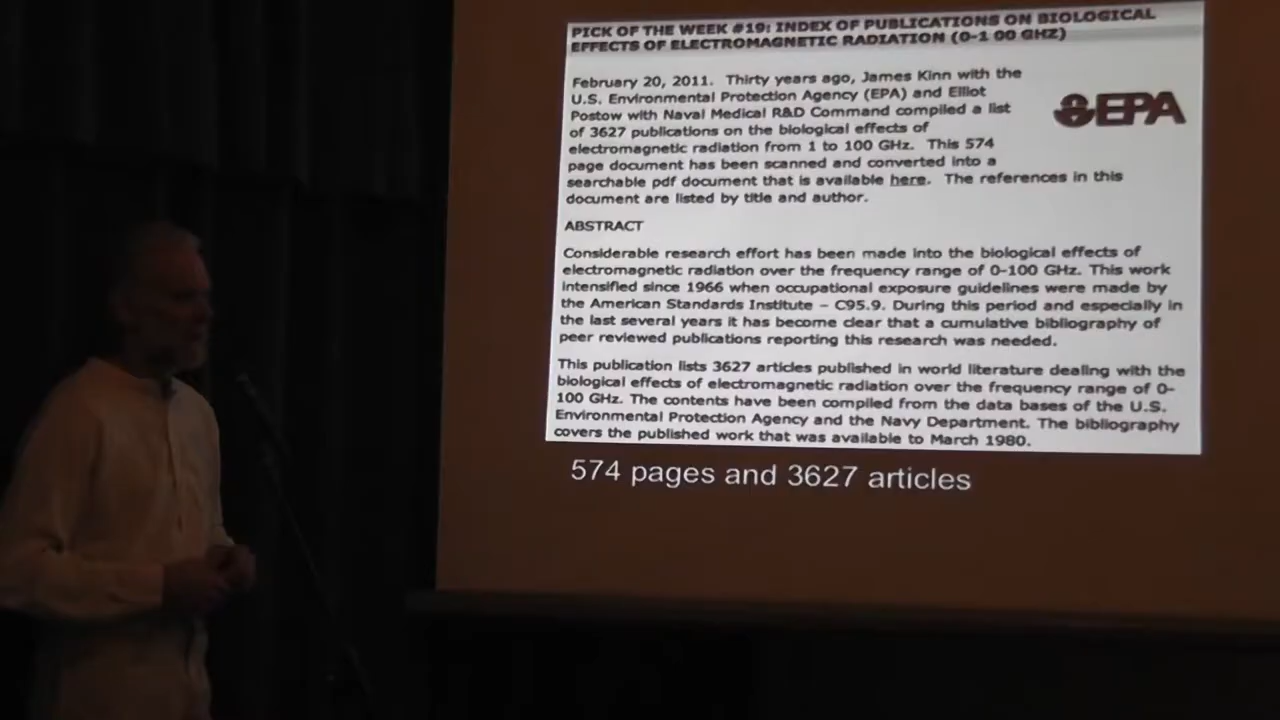 PICK OF THE WEEK #19: INDEX OF PUBLICATIONS ON BIOLOGICAL
EFFECTS OF ELECTROMAGNETIC RADIATION (0-1 00 GHZ)
February 20, 2011. Thirty years ago, James Kinn with the
U.S. Environmental Protection Agency (EPA) and Elliot
Postow with Naval Medical R&D Command compiled a list
of 3627 publications on the biological effects of
electromagnetic radiation from 1 to 100 GHz. This 574
page document has been scanned and converted into a
searchable pdf document that is available here. The references in this
document are listed by title and author.
EPA
ABSTRACT
Considerable research effort has been made into the biological effects of
electromagnetic radiation over the frequency range of 0-100 GHz. This work
intensified since 1966 when occupational exposure guidelines were made by
the American Standards Institute – C95.9. During this period and especially in
the last several years it has become clear that a cumulative bibliography of
peer reviewed publications reporting this research was needed.
This publication lists 3627 articles published in world literature dealing with the
biological effects of electromagnetic radiation over the frequency range of 0-
100 GHz. The contents have been compiled from the data bases of the U.S.
Environmental Protection Agency and the Navy Department. The bibliography
covers the published work that was available to March 1980.
574 pages and 3627 articles